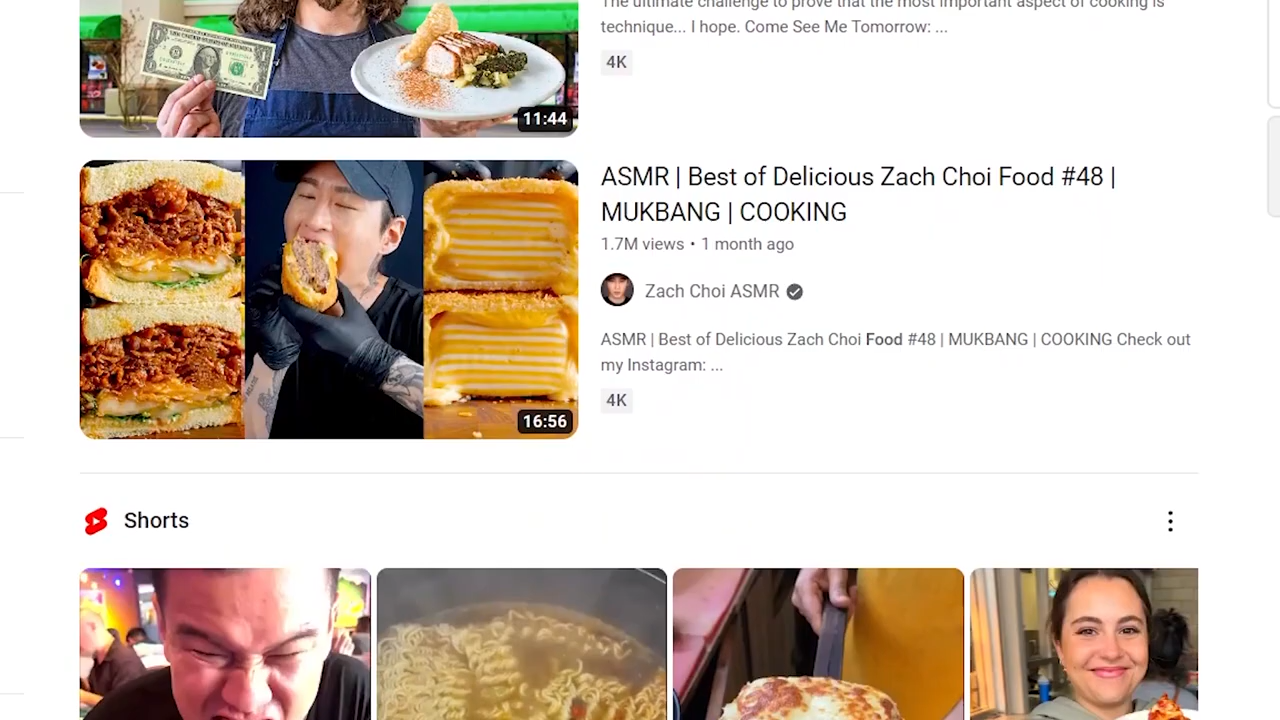 The ultimate challenge to prove that the most important aspect of cooking is
technique... I hope. Come See Me Tomorrow: ...
4K
11:44
ASMR | Best of Delicious Zach Choi Food #48 |
MUKBANG | COOKING
1.7M views • 1 month ago
Zach Choi ASMR
ASMR | Best of Delicious Zach Choi Food #48 | MUKBANG | COOKING Check out
my Instagram: ...
4K
16:56
Shorts